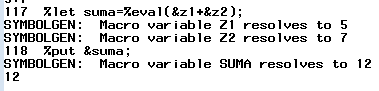 117  %let suma=%eval(&z1+&z2);
SYMBOLGEN:  Macro variable Z1 resolves to 5
SYMBOLGEN:  Macro variable Z2 resolves to 7
118  %put &suma;
SYMBOLGEN:  Macro variable SUMA resolves to 12
12